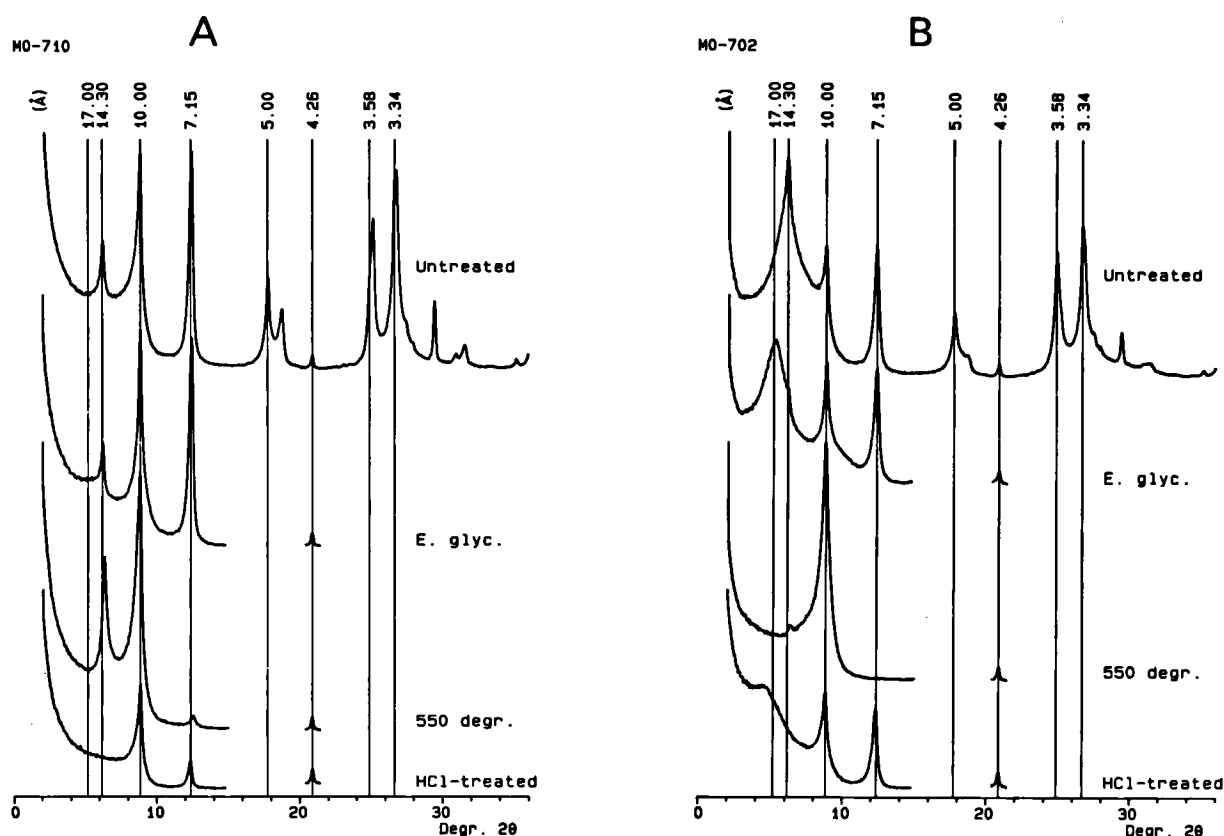 A
MO-710
(Å)
17.00
14.30
10.00
7.15
5.00
4.26
3.58
3.34
Untreated
E. glyc.
550 degr.
HCl-treated
0 10 20 30
Degr. 2θ
B
MO-702
(Å)
17.00
14.30
10.00
7.15
5.00
4.26
3.58
3.34
Untreated
E. glyc.
550 degr.
HCl-treated
0 10 20 30
Degr. 2θ